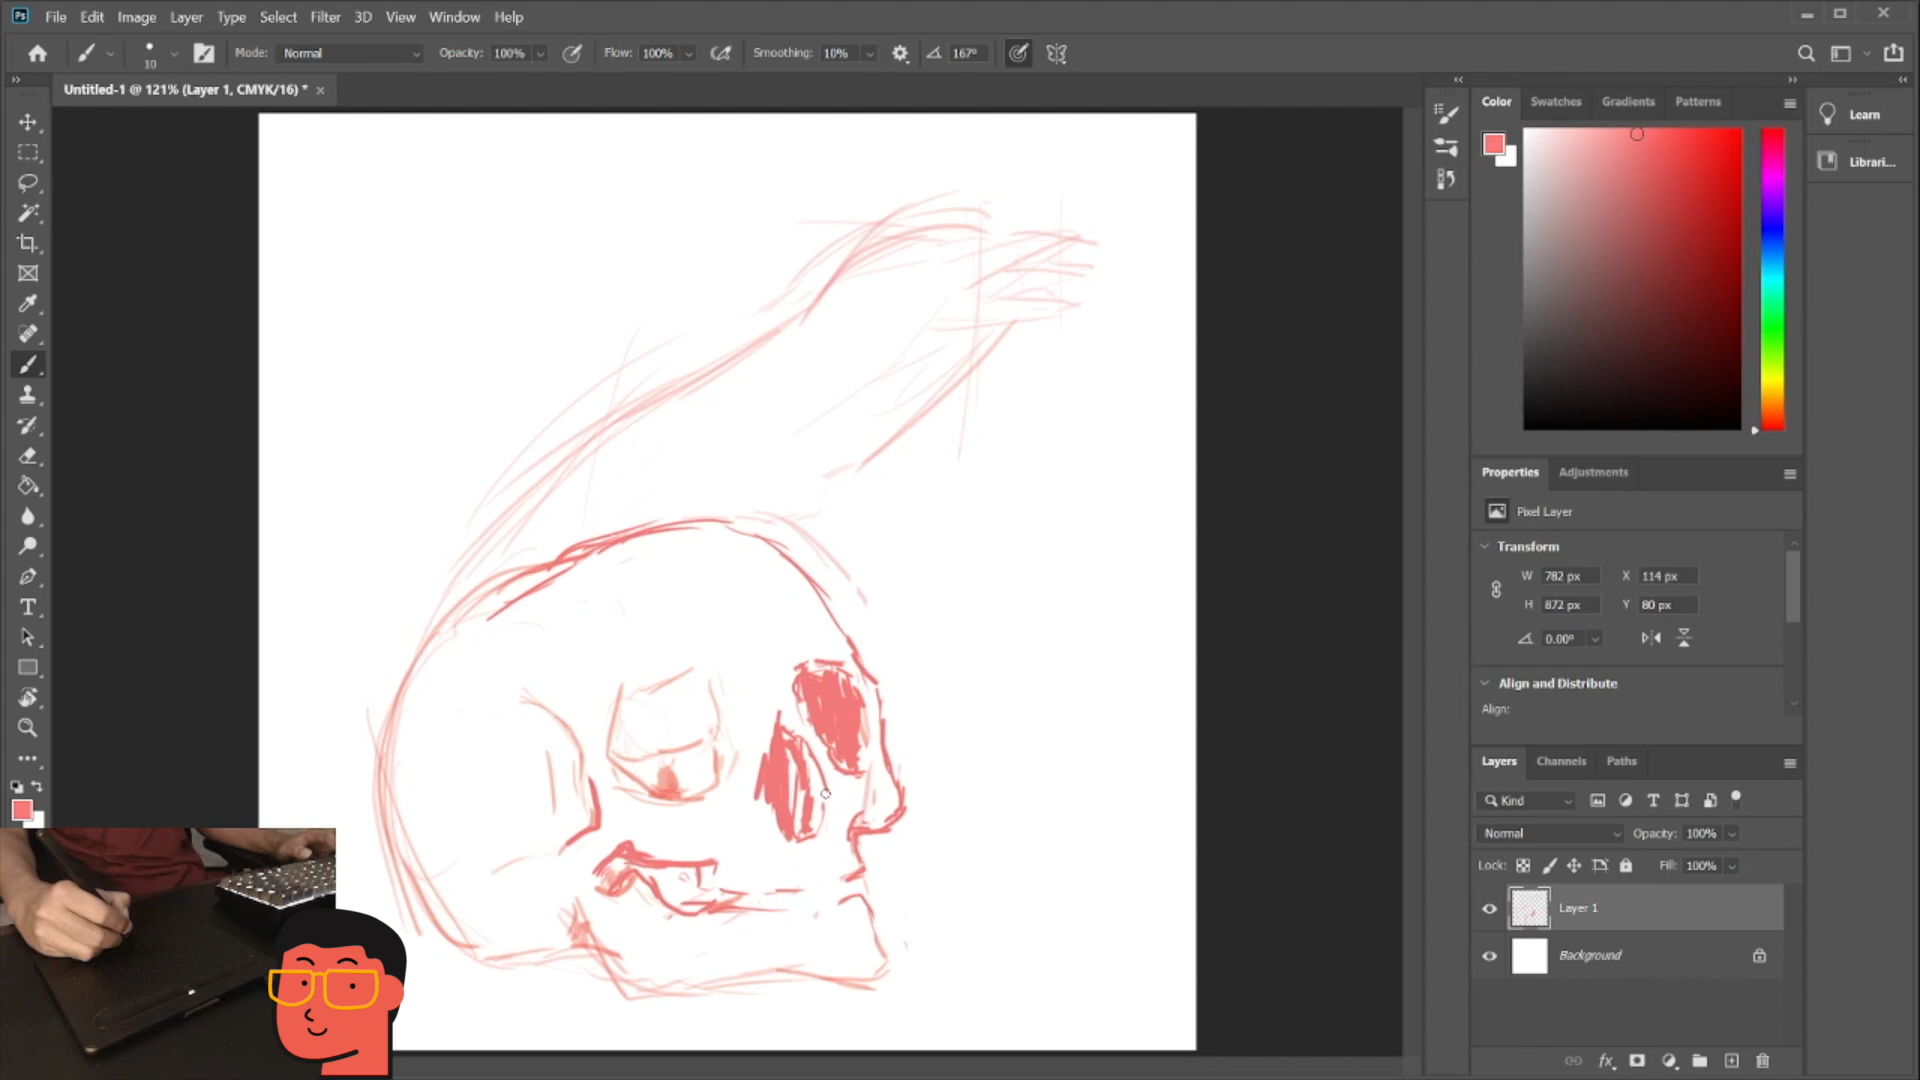 Ps File Edit Image Layer Type Select Filter 3D View Window Help
10 Mode: Normal Opacity: 100% Flow: 100% Smoothing: 10% 167°
Untitled-1 @ 121% (Layer 1, CMYK/16) * ×
Color Swatches Gradients Patterns
Learn
Librari...
Properties Adjustments
Pixel Layer
Transform
W 782 px X 114 px
H 872 px Y 80 px
0.00°
Align and Distribute
Align:
Layers Channels Paths
Kind
Normal Opacity: 100%
Lock: Fill: 100%
Layer 1
Background
fx